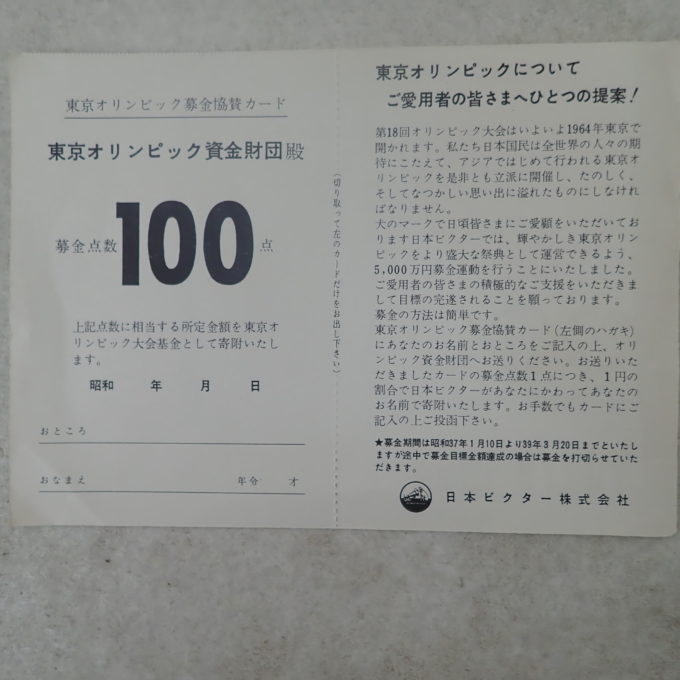 東京オリンピック募金協賛カード
東京オリンピック資金財団殿
募金点数 100 点
上記点数に相当する所定金額を東京オ
リンピック大会基金として寄附いたし
ます。
昭和 年 月 日
おところ
おなまえ 年令 才
(切り取って左のカードだけをお出し下さい)
東京オリンピックについて
ご愛用者の皆さまへひとつの提案!
第18回オリンピック大会はいよいよ1964年東京で
開かれます。私たち日本国民は全世界の人々の期
待にこたえて、アジアではじめて行われる東京オ
リンピックを是非とも立派に開催し、たのしく、
そしてなつかしい思い出に溢れたものにしなけれ
ばなりません。
犬のマークで日頃皆さまにご愛顧をいただいてお
ります日本ビクターでは、輝やかしき東京オリン
ピックをより盛大な祭典として運営できるよう、
5,000万円募金運動を行うことにいたしました。
ご愛用者の皆さまの積極的なご支援をいただきま
して目標の完遂されることを願っております。
募金の方法は簡単です。
東京オリンピック募金協賛カード(左側のハガキ)
にあなたのお名前とおところをご記入の上、オリ
ンピック資金財団へお送りください。お送りいた
だきましたカードの募金点数1点につき、1円の
割合で日本ビクターがあなたにかわってあなたの
お名前で寄附いたします。お手数でもカードにご
記入の上ご投函下さい。
★募金期間は昭和37年1月10日より39年3月20日までといたし
ますが途中で募金目標金額達成の場合は募金を打切らせていた
だきます。
日本ビクター株式会社